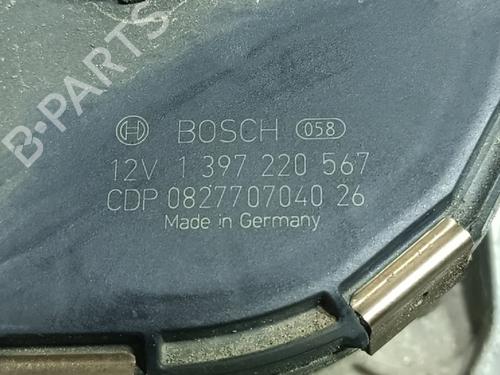 B-PARTS
BOSCH 058
12V 1 397 220 567
CDP 0827707040 26
Made in Germany